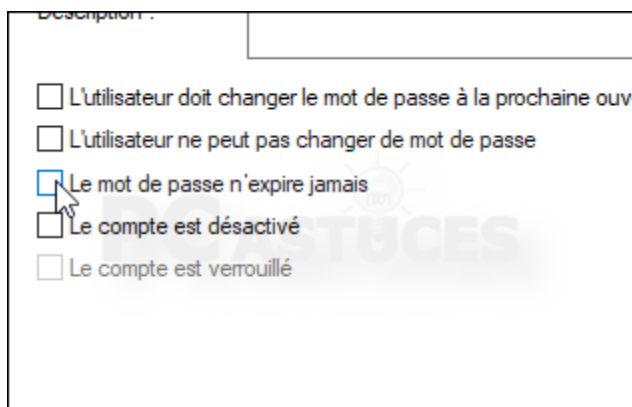 Description :
L'utilisateur doit changer le mot de passe à la prochaine
L'utilisateur ne peut pas changer de mot de passe
Le mot de passe n'expire jamais
Le compte est désactivé
PC ASTUCES
Le compte est verrouillé